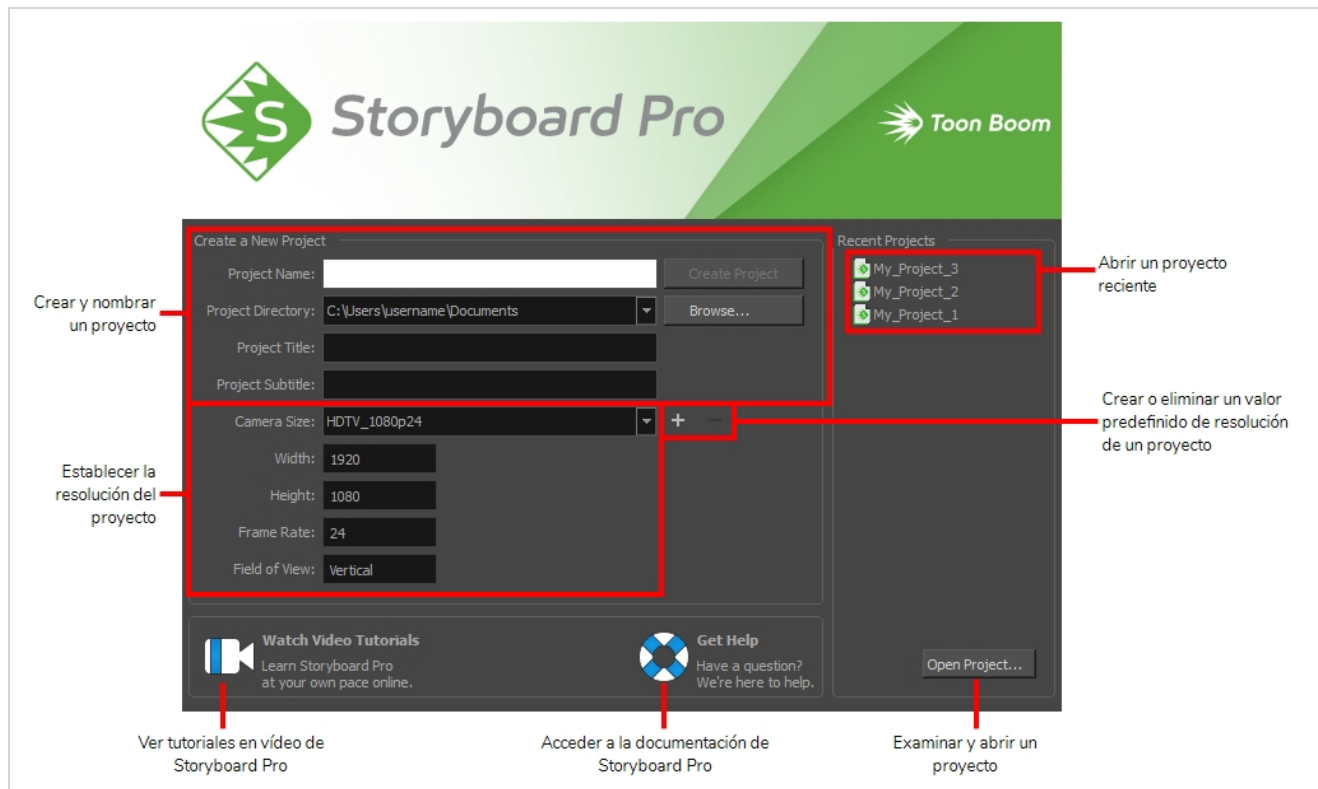 S
Storyboard Pro
Toon Boom
Create a New Project
Project Name:
Create Project
Project Directory:
C:\Users\username\Documents
Browse...
Project Title:
Project Subtitle:
Camera Size:
HDTV_1080p24
+ −
Width:
1920
Height:
1080
Frame Rate:
24
Field of View:
Vertical
Recent Projects
My_Project_3
My_Project_2
My_Project_1
Watch Video Tutorials
Learn Storyboard Pro
at your own pace online.
Get Help
Have a question?
We're here to help.
Open Project...
Crear y nombrar
un proyecto
Establecer la
resolución del
proyecto
Abrir un proyecto
reciente
Crear o eliminar un valor
predefinido de resolución
de un proyecto
Ver tutoriales en vídeo de
Storyboard Pro
Acceder a la documentación de
Storyboard Pro
Examinar y abrir un
proyecto